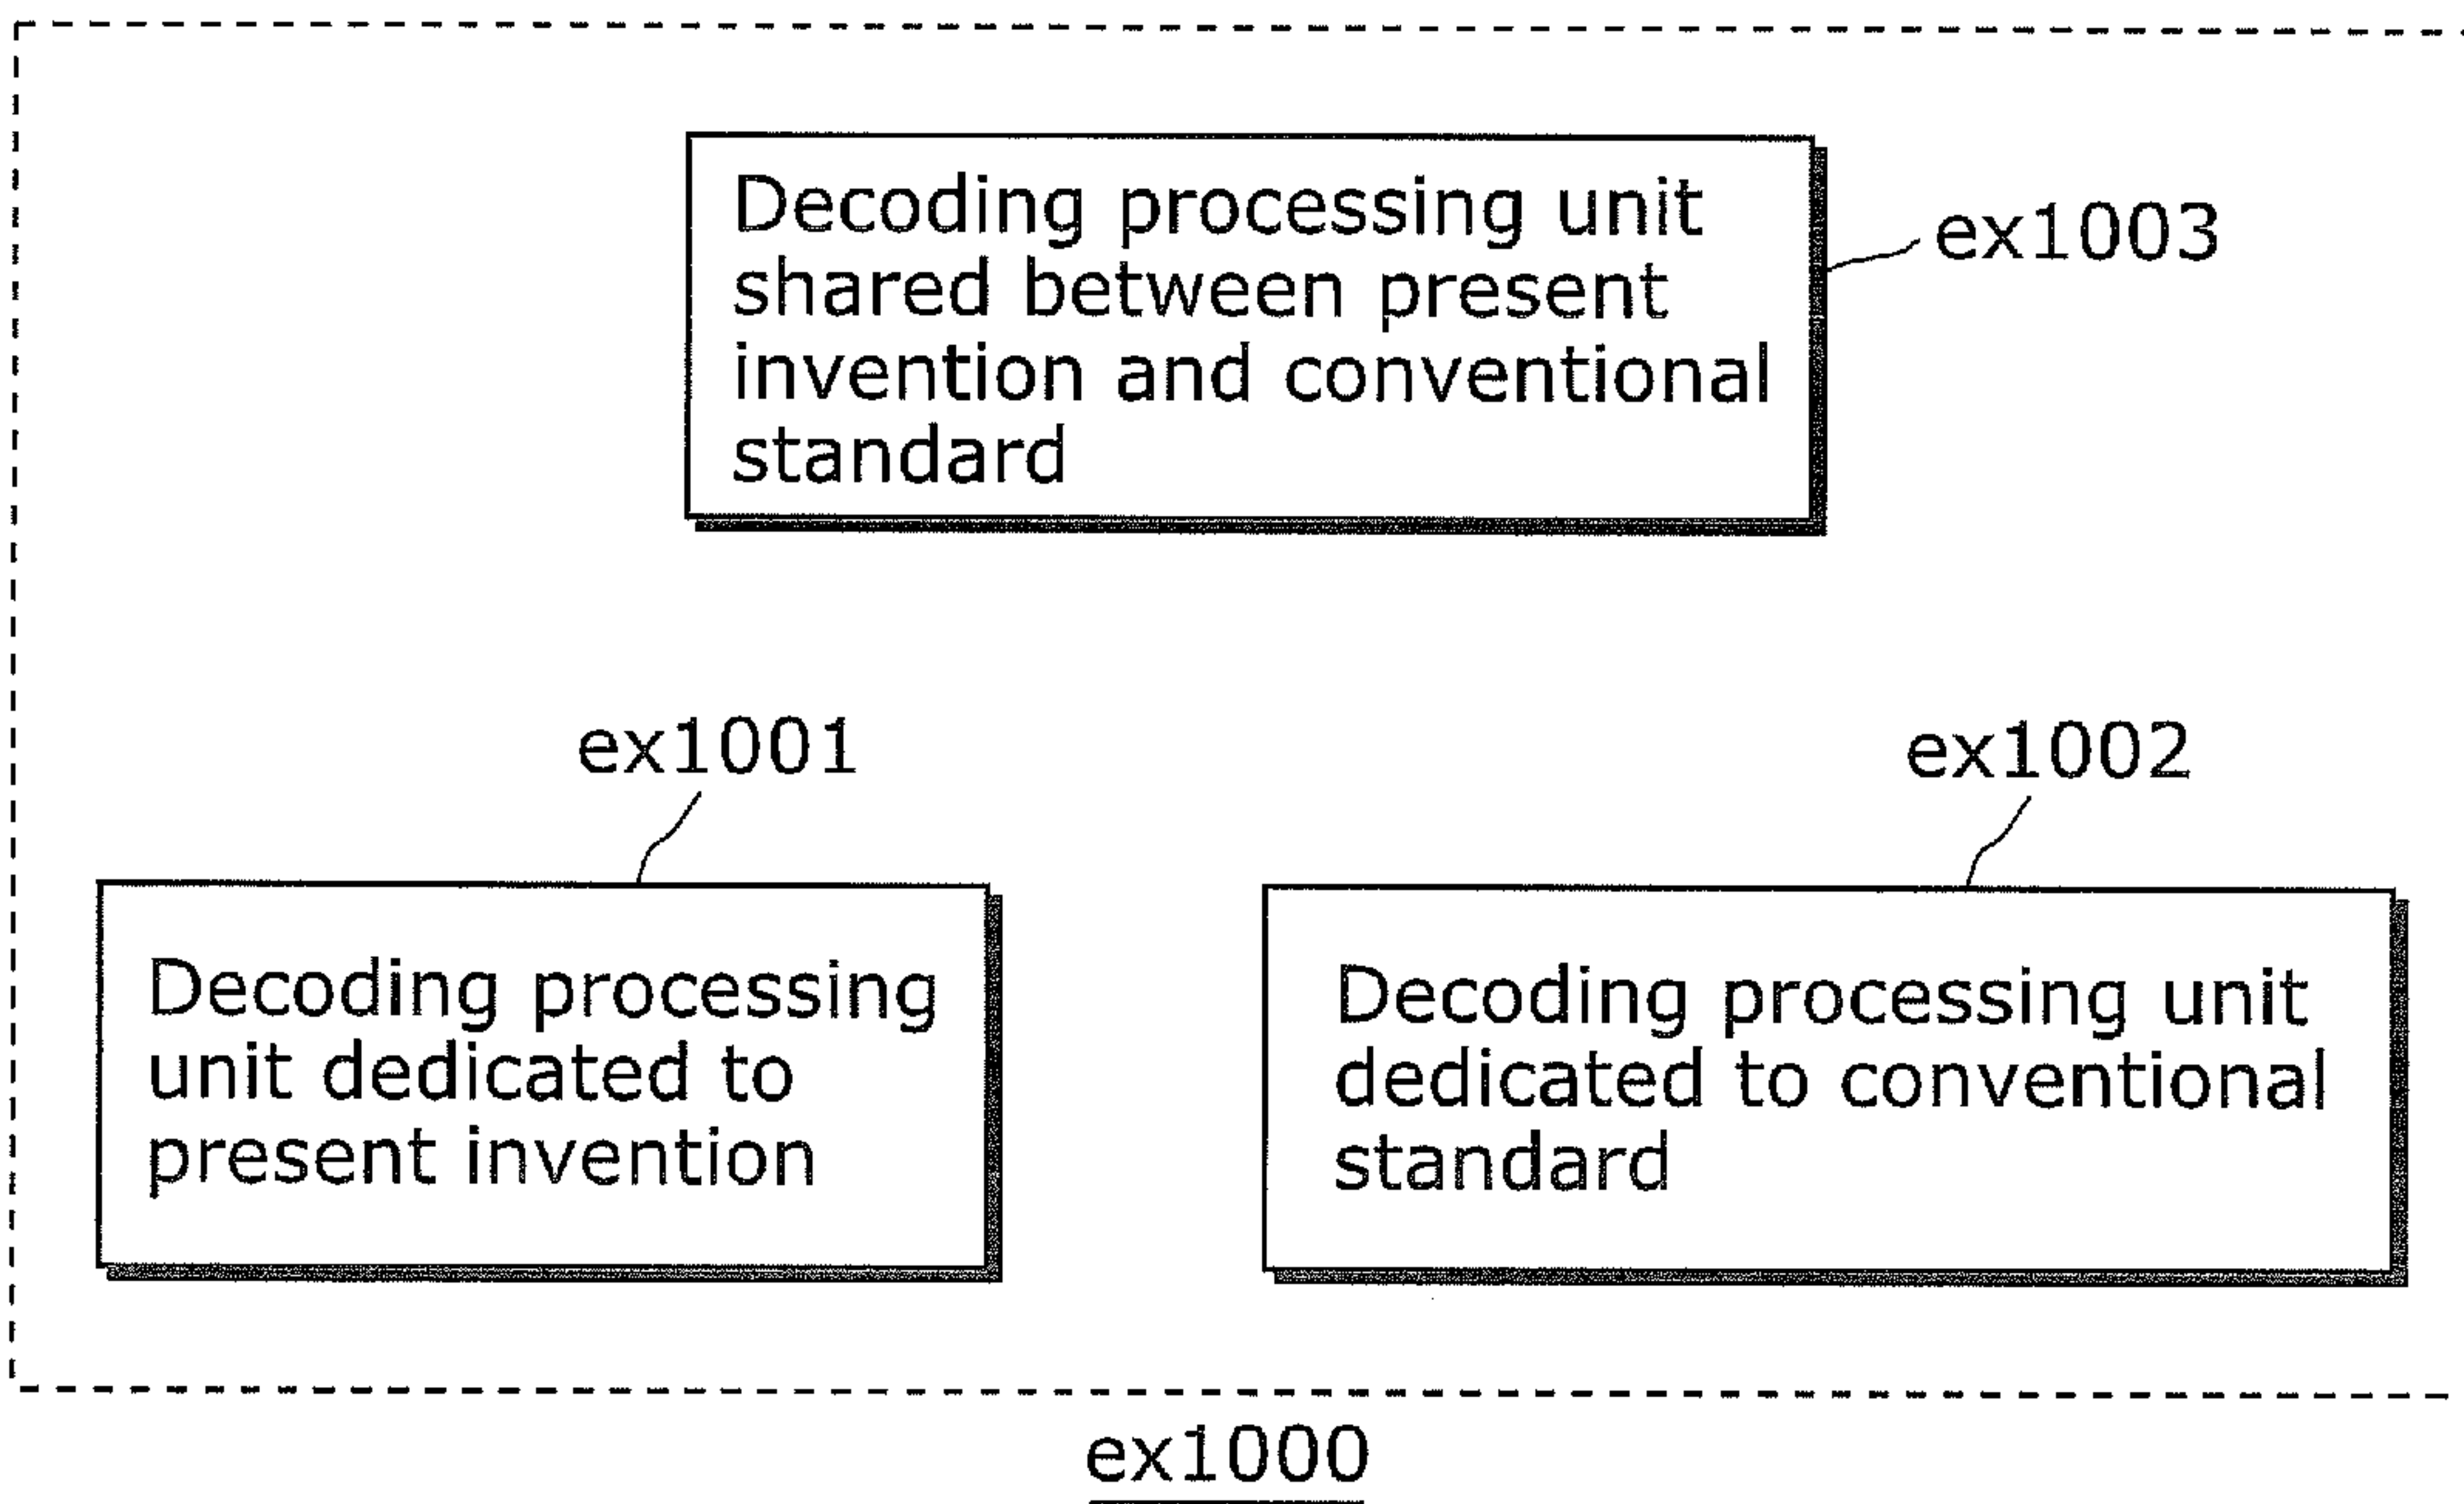 Decoding processing unit
shared between present
invention and conventional
standard
ex1003
ex1001
Decoding processing
unit dedicated to
present invention
ex1002
Decoding processing unit
dedicated to conventional
standard
ex1000